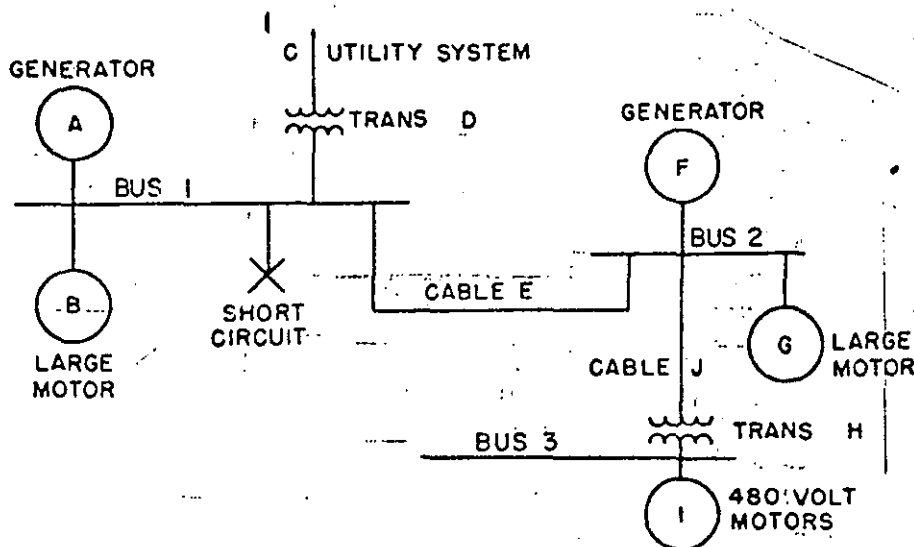 C UTILITY SYSTEM
GENERATOR
A
TRANS D
BUS 1
B
LARGE
MOTOR
SHORT
CIRCUIT
CABLE E
GENERATOR
F
BUS 2
G
LARGE
MOTOR
CABLE J
TRANS H
BUS 3
I
480 VOLT
MOTORS